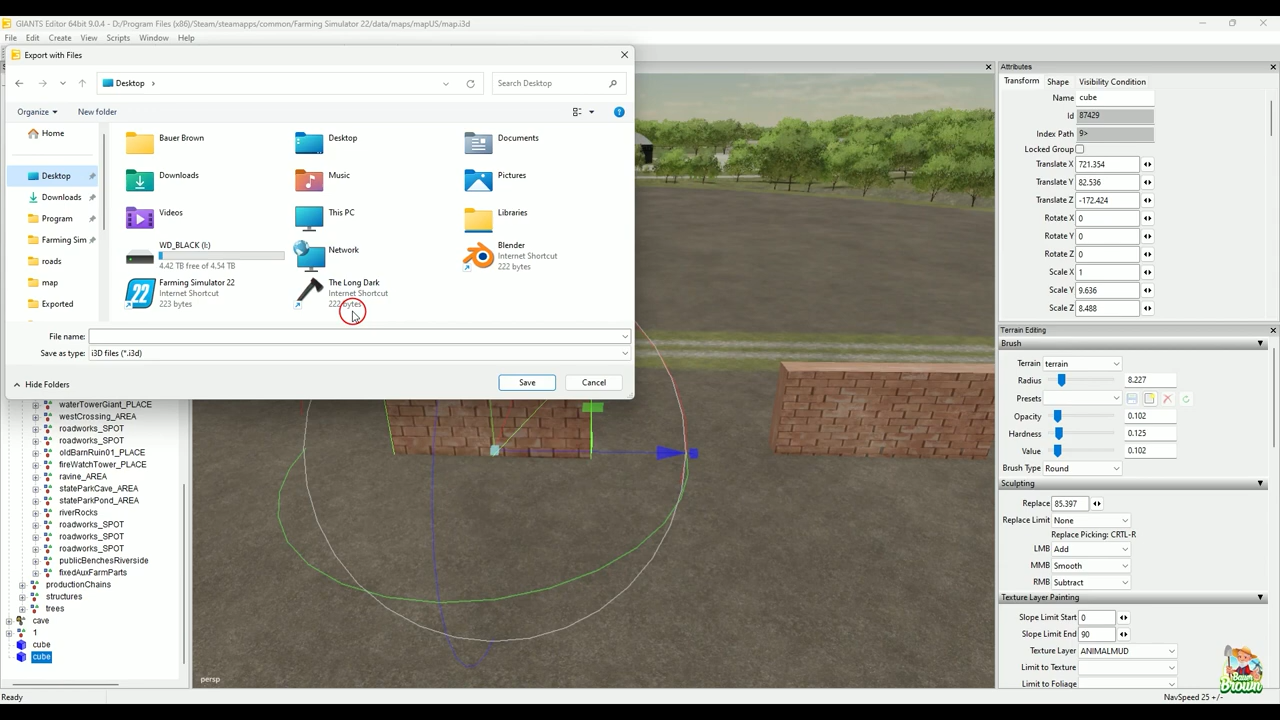 GIANTS Editor 64bit 9.0.4 - D:/Program Files (x86)/Steam/steamapps/common/Farming Simulator 22/data/maps/mapUS/map.i3d
File Edit Create View Scripts Window Help
Export with Files
Desktop
Search Desktop
Organize
New folder
Home
Desktop
Downloads
Program
Farming Sim
roads
map
Exported
Bauer Brown
Desktop
Documents
Downloads
Music
Pictures
Videos
This PC
Libraries
WD_BLACK (I:)
4.42 TB free of 4.54 TB
Network
Blender
Internet Shortcut
222 bytes
Farming Simulator 22
Internet Shortcut
223 bytes
The Long Dark
Internet Shortcut
222 bytes
File name:
Save as type: i3D files (*.i3d)
Hide Folders
Save
Cancel
waterTowerGiant_PLACE
westCrossing_AREA
roadworks_SPOT
roadworks_SPOT
oldBarnRuin01_PLACE
fireWatchTower_PLACE
ravine_AREA
stateParkCave_AREA
stateParkPond_AREA
riverRocks
roadworks_SPOT
roadworks_SPOT
roadworks_SPOT
publicBenchesRiverside
fixedAuxFarmParts
productionChains
structures
trees
cave
1
cube
cube
Ready
persp
Attributes
Transform Shape Visibility Condition
Name cube
Id 87429
Index Path 9>
Locked Group
Translate X 721.354
Translate Y 82.536
Translate Z -172.424
Rotate X 0
Rotate Y 0
Rotate Z 0
Scale X 1
Scale Y 9.636
Scale Z 8.488
Terrain Editing
Brush
Terrain terrain
Radius 8.227
Presets
Opacity 0.102
Hardness 0.125
Value 0.102
Brush Type Round
Sculpting
Replace 85.397
Replace Limit None
Replace Picking: CRTL-R
LMB Add
MMB Smooth
RMB Subtract
Texture Layer Painting
Slope Limit Start 0
Slope Limit End 90
Texture Layer ANIMALMUD
Limit to Texture
Limit to Foliage
Bauer
Brown
NavSpeed 25 +/-